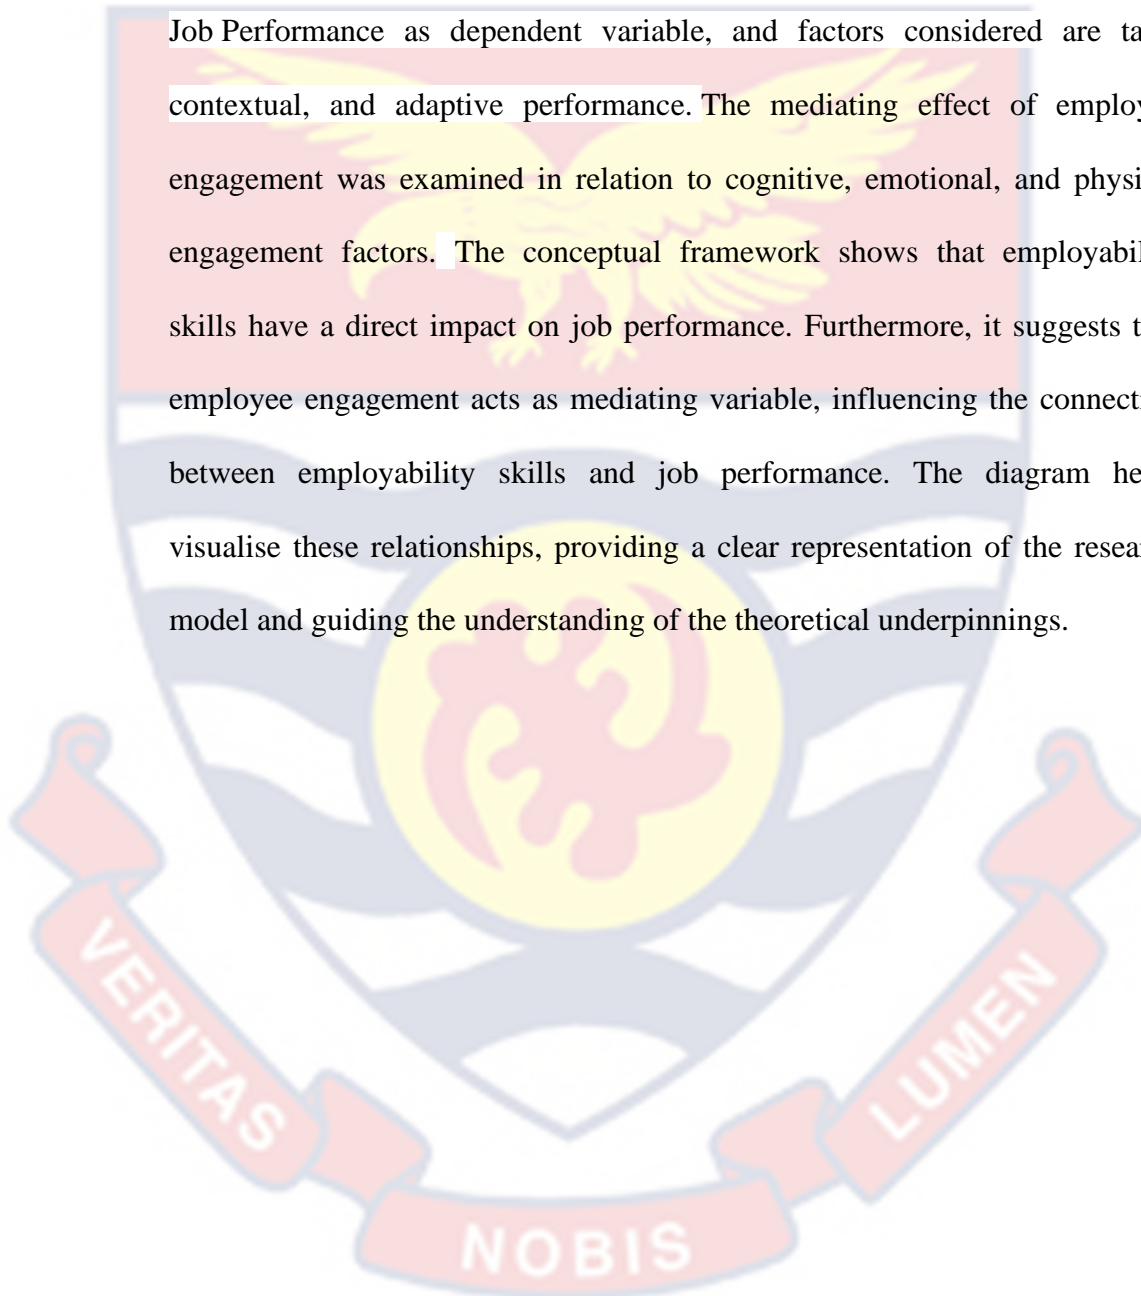 Job Performance as dependent variable, and factors considered are ta
contextual, and adaptive performance. The mediating effect of employ
engagement was examined in relation to cognitive, emotional, and physi
engagement factors. The conceptual framework shows that employabil
skills have a direct impact on job performance. Furthermore, it suggests t
employee engagement acts as mediating variable, influencing the connecti
between employability skills and job performance. The diagram he
visualise these relationships, providing a clear representation of the resea
model and guiding the understanding of the theoretical underpinnings.
VERITAS
NOBIS
LUMEN